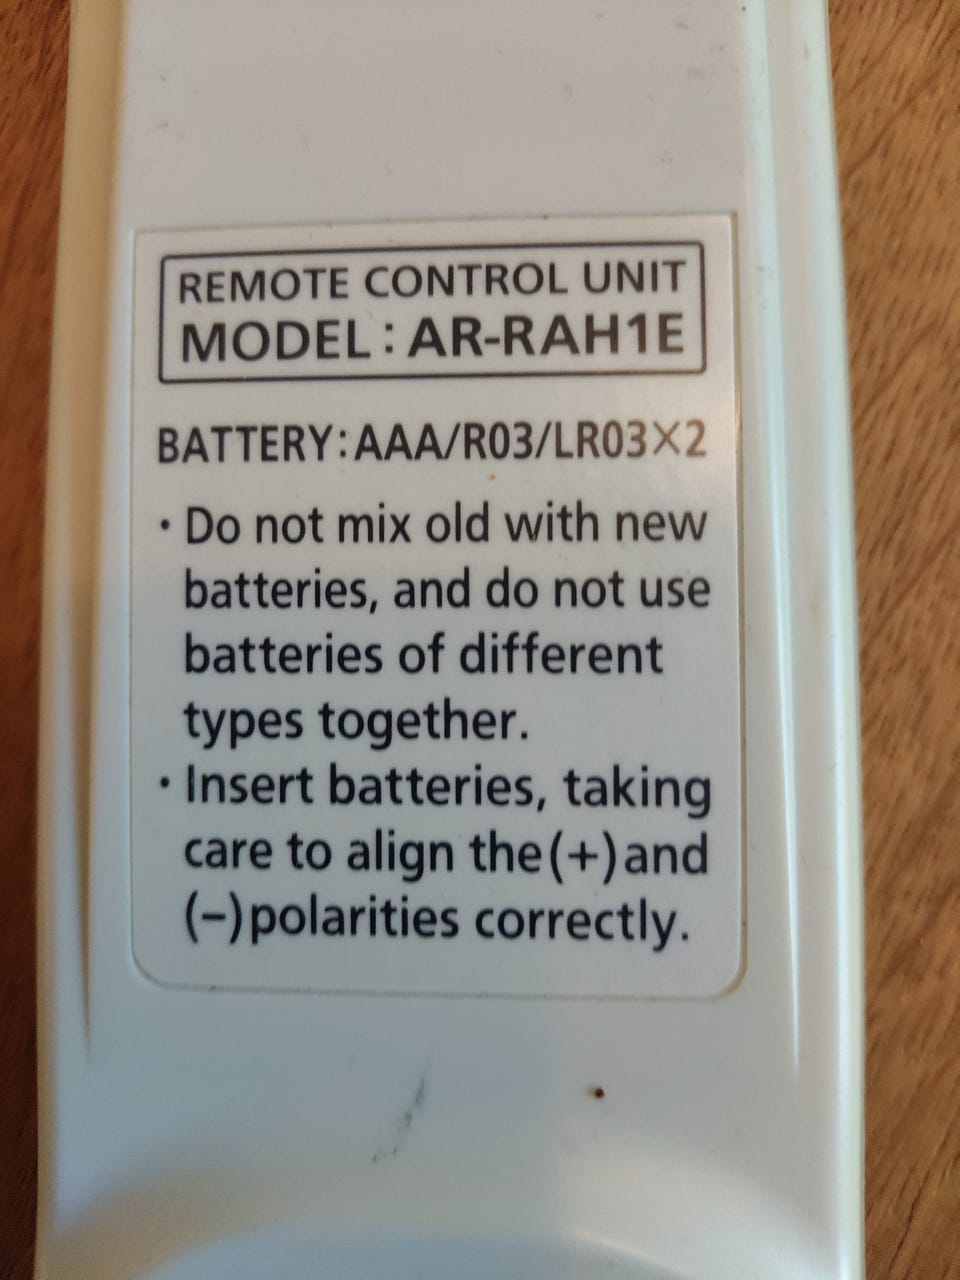 REMOTE CONTROL UNIT
MODEL : AR-RAH1E
BATTERY:AAA/R03/LR03×2
· Do not mix old with new
batteries, and do not use
batteries of different
types together.
· Insert batteries, taking
care to align the(+)and
(−)polarities correctly.